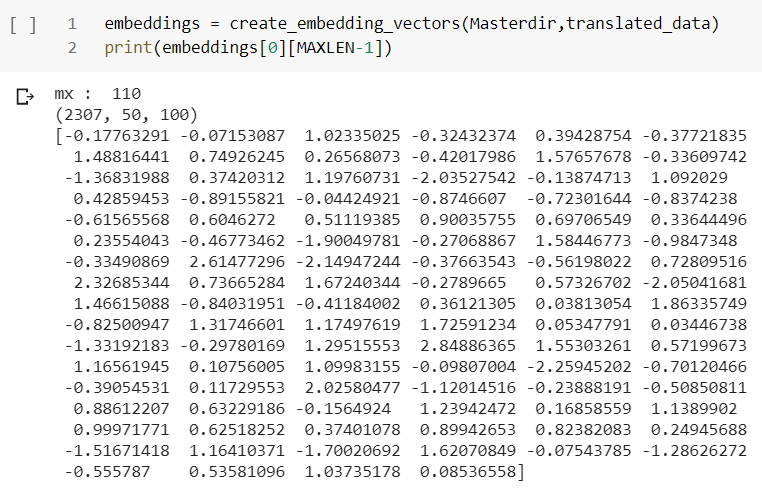 [ ] 1 embeddings = create_embedding_vectors(Masterdir,translated_data)
2 print(embeddings[0][MAXLEN-1])
mx :  110
(2307, 50, 100)
[-0.17763291 -0.07153087  1.02335025 -0.32432374  0.39428754 -0.37721835
  1.48816441  0.74926245  0.26568073 -0.42017986  1.57657678 -0.33609742
 -1.36831988  0.37420312  1.19760731 -2.03527542 -0.13874713  1.092029
  0.42859453 -0.89155821 -0.04424921 -0.8746607  -0.72301644 -0.8374238
 -0.61565568  0.6046272   0.51119385  0.90035755  0.69706549  0.33644496
  0.23554043 -0.46773462 -1.90049781 -0.27068867  1.58446773 -0.9847348
 -0.33490869  2.61477296 -2.14947244 -0.37663543 -0.56198022  0.72809516
  2.32685344  0.73665284  1.67240344 -0.2789665   0.57326702 -2.05041681
  1.46615088 -0.84031951 -0.41184002  0.36121305  0.03813054  1.86335749
 -0.82500947  1.31746601  1.17497619  1.72591234  0.05347791  0.03446738
 -1.33192183 -0.29780169  1.29515553  2.84886365  1.55303261  0.57199673
  1.16561945  0.10756005  1.09983155 -0.09807004 -2.25945202 -0.70120466
 -0.39054531  0.11729553  2.02580477 -1.12014516 -0.23888191 -0.50850811
  0.88612207  0.63229186 -0.1564924   1.23942472  0.16858559  1.1389902
  0.99971771  0.62518252  0.37401078  0.89942653  0.82382083  0.24945688
 -1.51671418  1.16410371 -1.70020692  1.62070849 -0.07543785 -1.28626272
 -0.555787    0.53581096  1.03735178  0.08536558]